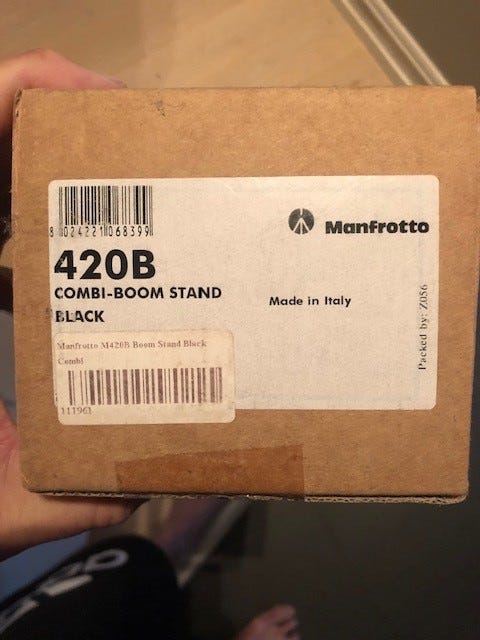 8 024221 068399
Manfrotto
420B
COMBI-BOOM STAND
BLACK
Made in Italy
Packed by: Z056
Manfrotto M420B Boom Stand Black
Combi
111963